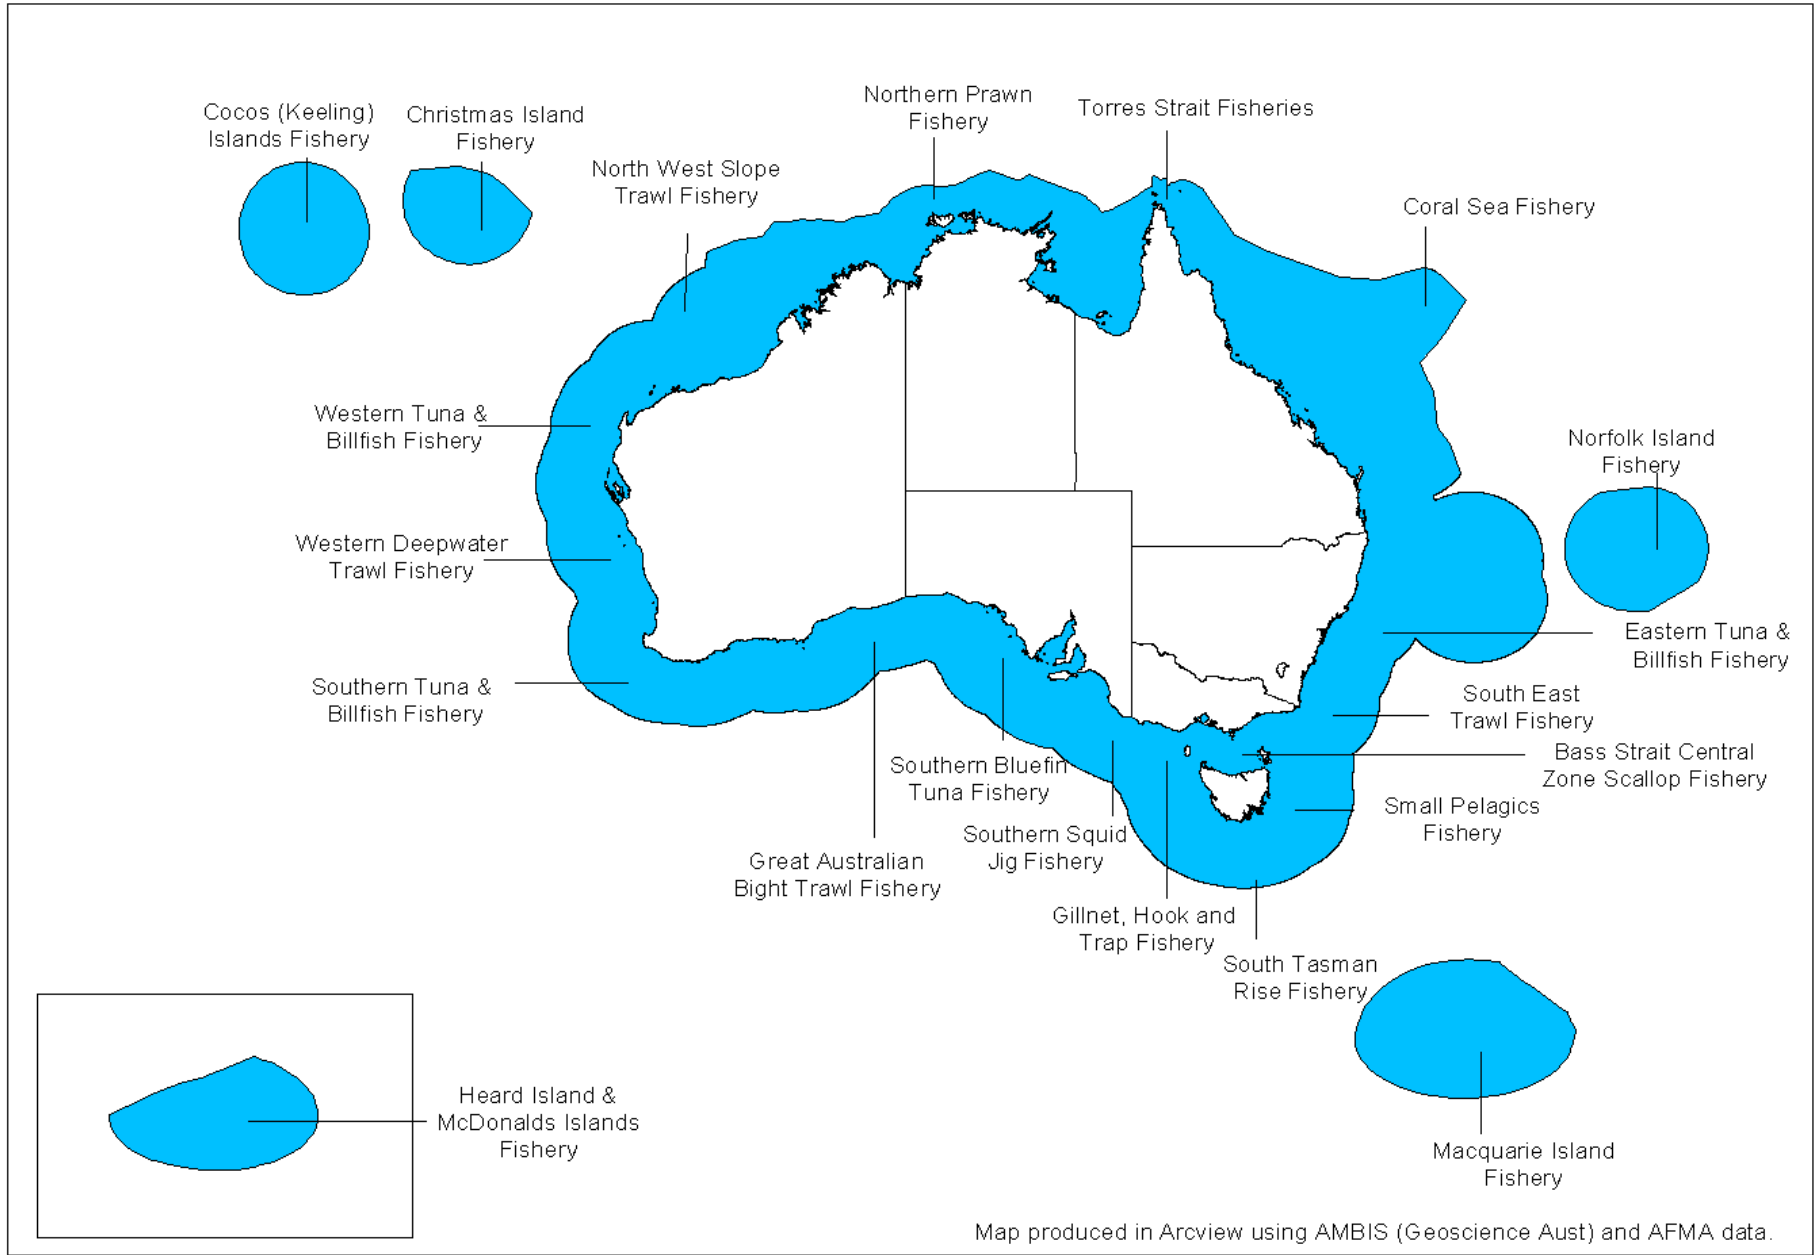 Cocos (Keeling)
Islands Fishery
Christmas Island
Fishery
North West Slope
Trawl Fishery
Northern Prawn
Fishery
Torres Strait Fisheries
Coral Sea Fishery
Western Tuna &
Billfish Fishery
Norfolk Island
Fishery
Western Deepwater
Trawl Fishery
Eastern Tuna &
Billfish Fishery
Southern Tuna &
Billfish Fishery
South East
Trawl Fishery
Bass Strait Central
Zone Scallop Fishery
Southern Bluefin
Tuna Fishery
Small Pelagics
Fishery
Southern Squid
Jig Fishery
Great Australian
Bight Trawl Fishery
Gillnet, Hook and
Trap Fishery
South Tasman
Rise Fishery
Heard Island &
McDonalds Islands
Fishery
Macquarie Island
Fishery
Map produced in Arcview using AMBIS (Geoscience Aust) and AFMA data.